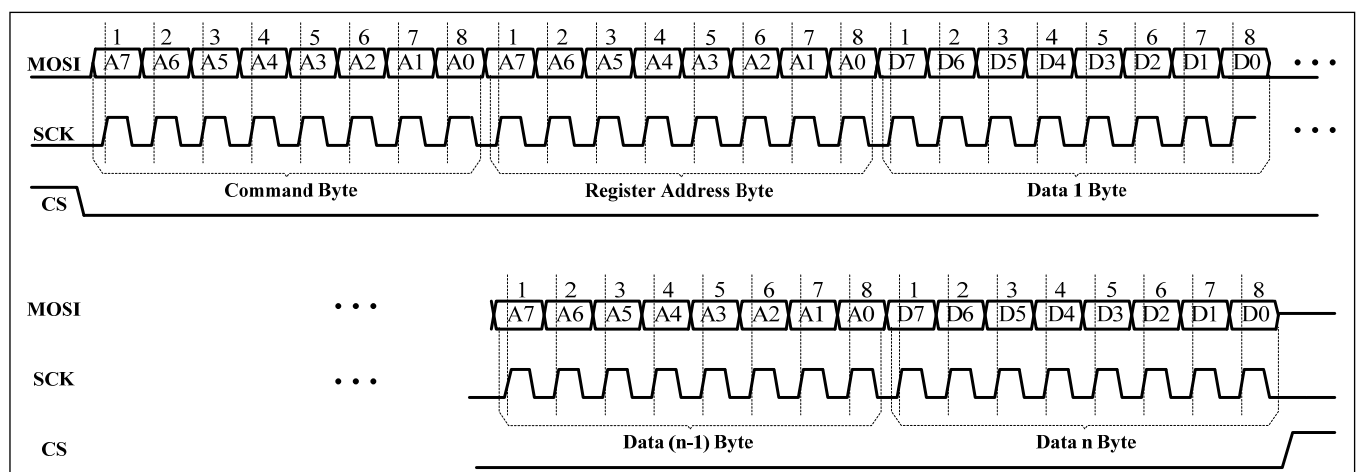 1 2 3 4 5 6 7 8 1 2 3 4 5 6 7 8 1 2 3 4 5 6 7 8
MOSI A7 A6 A5 A4 A3 A2 A1 A0 A7 A6 A5 A4 A3 A2 A1 A0 D7 D6 D5 D4 D3 D2 D1 D0 • • •
SCK • • •
Command Byte Register Address Byte Data 1 Byte
CS
1 2 3 4 5 6 7 8 1 2 3 4 5 6 7 8
MOSI • • • A7 A6 A5 A4 A3 A2 A1 A0 D7 D6 D5 D4 D3 D2 D1 D0
SCK • • •
Data (n-1) Byte Data n Byte
CS